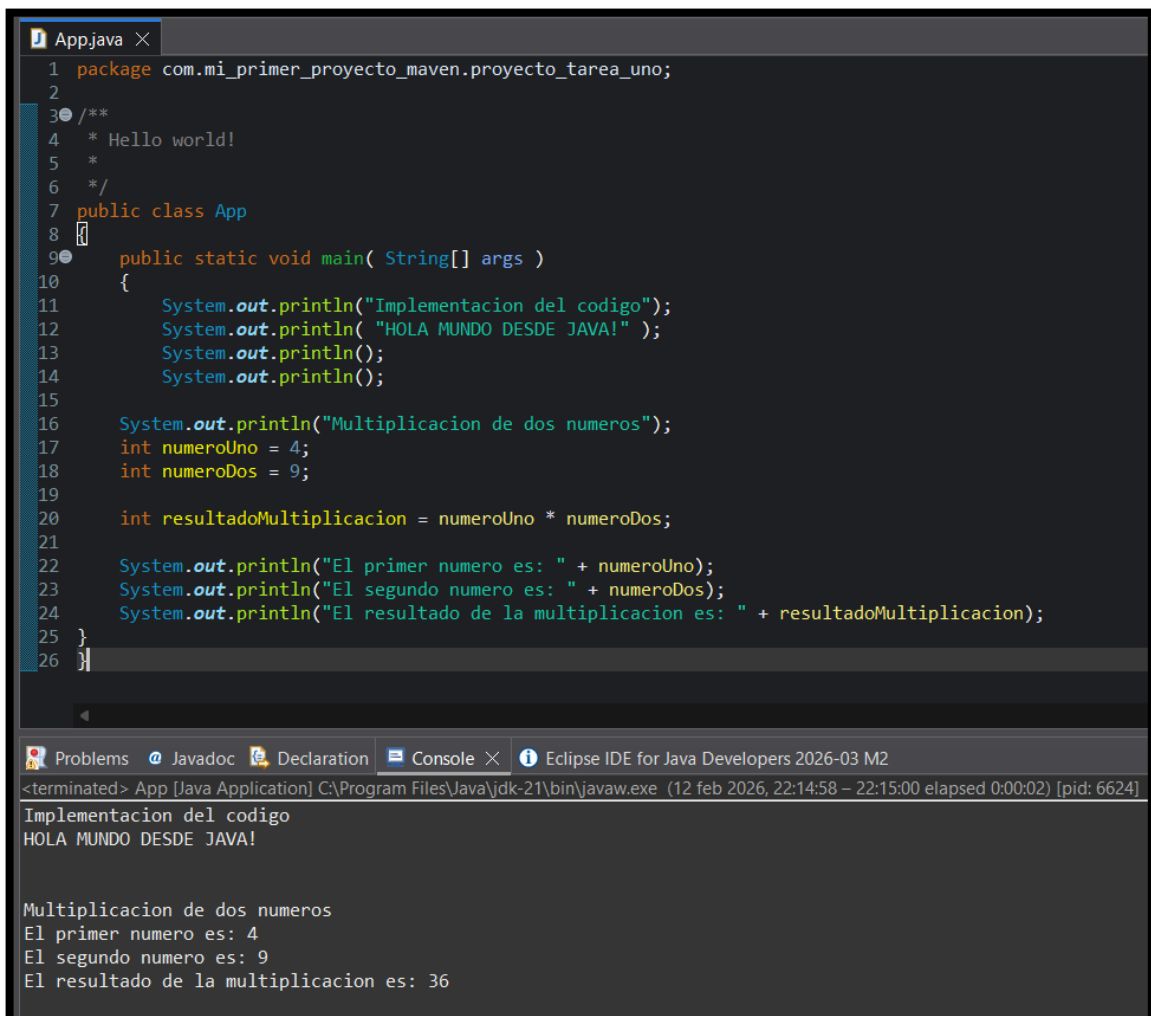 App.java
1 package com.mi_primer_proyecto_maven.proyecto_tarea_uno;
2
3 /**
4  * Hello world!
5  *
6  */
7 public class App
8 {
9     public static void main( String[] args )
10     {
11         System.out.println("Implementacion del codigo");
12         System.out.println( "HOLA MUNDO DESDE JAVA!" );
13         System.out.println();
14         System.out.println();
15
16     System.out.println("Multiplicacion de dos numeros");
17     int numeroUno = 4;
18     int numeroDos = 9;
19
20     int resultadoMultiplicacion = numeroUno * numeroDos;
21
22     System.out.println("El primer numero es: " + numeroUno);
23     System.out.println("El segundo numero es: " + numeroDos);
24     System.out.println("El resultado de la multiplicacion es: " + resultadoMultiplicacion);
25 }
26 }
Problems @ Javadoc Declaration Console Eclipse IDE for Java Developers 2026-03 M2
<terminated> App [Java Application] C:\Program Files\Java\jdk-21\bin\javaw.exe (12 feb 2026, 22:14:58 – 22:15:00 elapsed 0:00:02) [pid: 6624]
Implementacion del codigo
HOLA MUNDO DESDE JAVA!
Multiplicacion de dos numeros
El primer numero es: 4
El segundo numero es: 9
El resultado de la multiplicacion es: 36